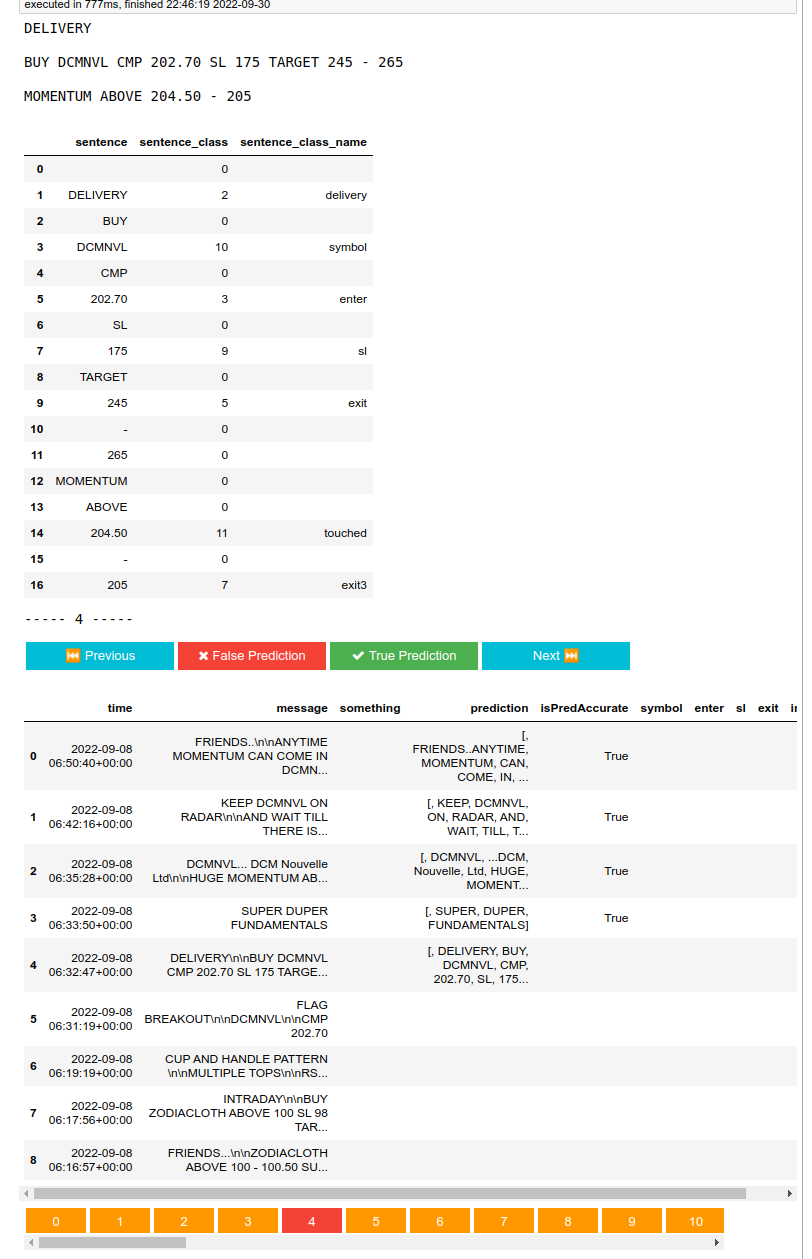 executed in 777ms, finished 22:46:19 2022-09-30
DELIVERY
BUY DCMNVL CMP 202.70 SL 175 TARGET 245 - 265
MOMENTUM ABOVE 204.50 - 205
sentence sentence_class sentence_class_name
0 0
1 DELIVERY 2 delivery
2 BUY 0
3 DCMNVL 10 symbol
4 CMP 0
5 202.70 3 enter
6 SL 0
7 175 9 sl
8 TARGET 0
9 245 5 exit
10 - 0
11 265 0
12 MOMENTUM 0
13 ABOVE 0
14 204.50 11 touched
15 - 0
16 205 7 exit3
----- 4 -----
⏪ Previous ✖ False Prediction ✔ True Prediction Next ⏩
time message something prediction isPredAccurate symbol enter sl exit
0 2022-09-08 06:50:40+00:00 FRIENDS..\n\nANYTIME MOMENTUM CAN COME IN DCMN... [, FRIENDS..ANYTIME, MOMENTUM, CAN, COME, IN, ... True
1 2022-09-08 06:42:16+00:00 KEEP DCMNVL ON RADAR\n\nAND WAIT TILL THERE IS... [, KEEP, DCMNVL, ON, RADAR, AND, WAIT, TILL, T... True
2 2022-09-08 06:35:28+00:00 DCMNVL... DCM Nouvelle Ltd\n\nHUGE MOMENTUM AB... [, DCMNVL, ...DCM, Nouvelle, Ltd, HUGE, MOMENT... True
3 2022-09-08 06:33:50+00:00 SUPER DUPER FUNDAMENTALS [, SUPER, DUPER, FUNDAMENTALS] True
4 2022-09-08 06:32:47+00:00 DELIVERY\n\nBUY DCMNVL CMP 202.70 SL 175 TARGE... [, DELIVERY, BUY, DCMNVL, CMP, 202.70, SL, 175...
5 2022-09-08 06:31:19+00:00 FLAG BREAKOUT\n\nDCMNVL\n\nCMP 202.70
6 2022-09-08 06:19:19+00:00 CUP AND HANDLE PATTERN \n\nMULTIPLE TOPS\n\nRS...
7 2022-09-08 06:17:56+00:00 INTRADAY\n\nBUY ZODIACLOTH ABOVE 100 SL 98 TAR...
8 2022-09-08 06:16:57+00:00 FRIENDS...\n\nZODIACLOTH ABOVE 100 - 100.50 SU...
0 1 2 3 4 5 6 7 8 9 10